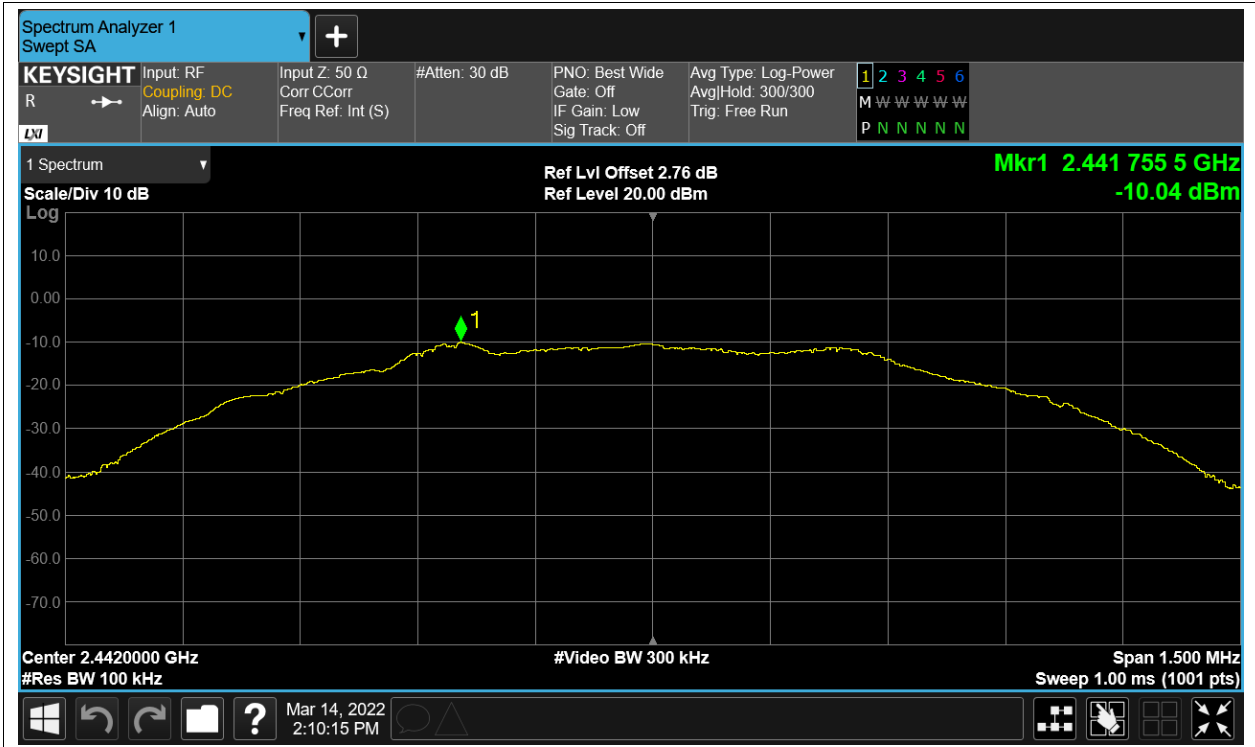 Spectrum Analyzer 1
Swept SA
+
KEYSIGHT
R
LXI
Input: RF
Coupling: DC
Align: Auto
Input Z: 50 Ω
Corr CCorr
Freq Ref: Int (S)
#Atten: 30 dB
PNO: Best Wide
Gate: Off
IF Gain: Low
Sig Track: Off
Avg Type: Log-Power
Avg|Hold: 300/300
Trig: Free Run
1 2 3 4 5 6
M W W W W W
P N N N N N
1 Spectrum
Scale/Div 10 dB
Log
Ref Lvl Offset 2.76 dB
Ref Level 20.00 dBm
Mkr1 2.441 755 5 GHz
-10.04 dBm
10.0
0.00
-10.0
-20.0
-30.0
-40.0
-50.0
-60.0
-70.0
1
Center 2.4420000 GHz
#Res BW 100 kHz
#Video BW 300 kHz
Span 1.500 MHz
Sweep 1.00 ms (1001 pts)
?
Mar 14, 2022
2:10:15 PM